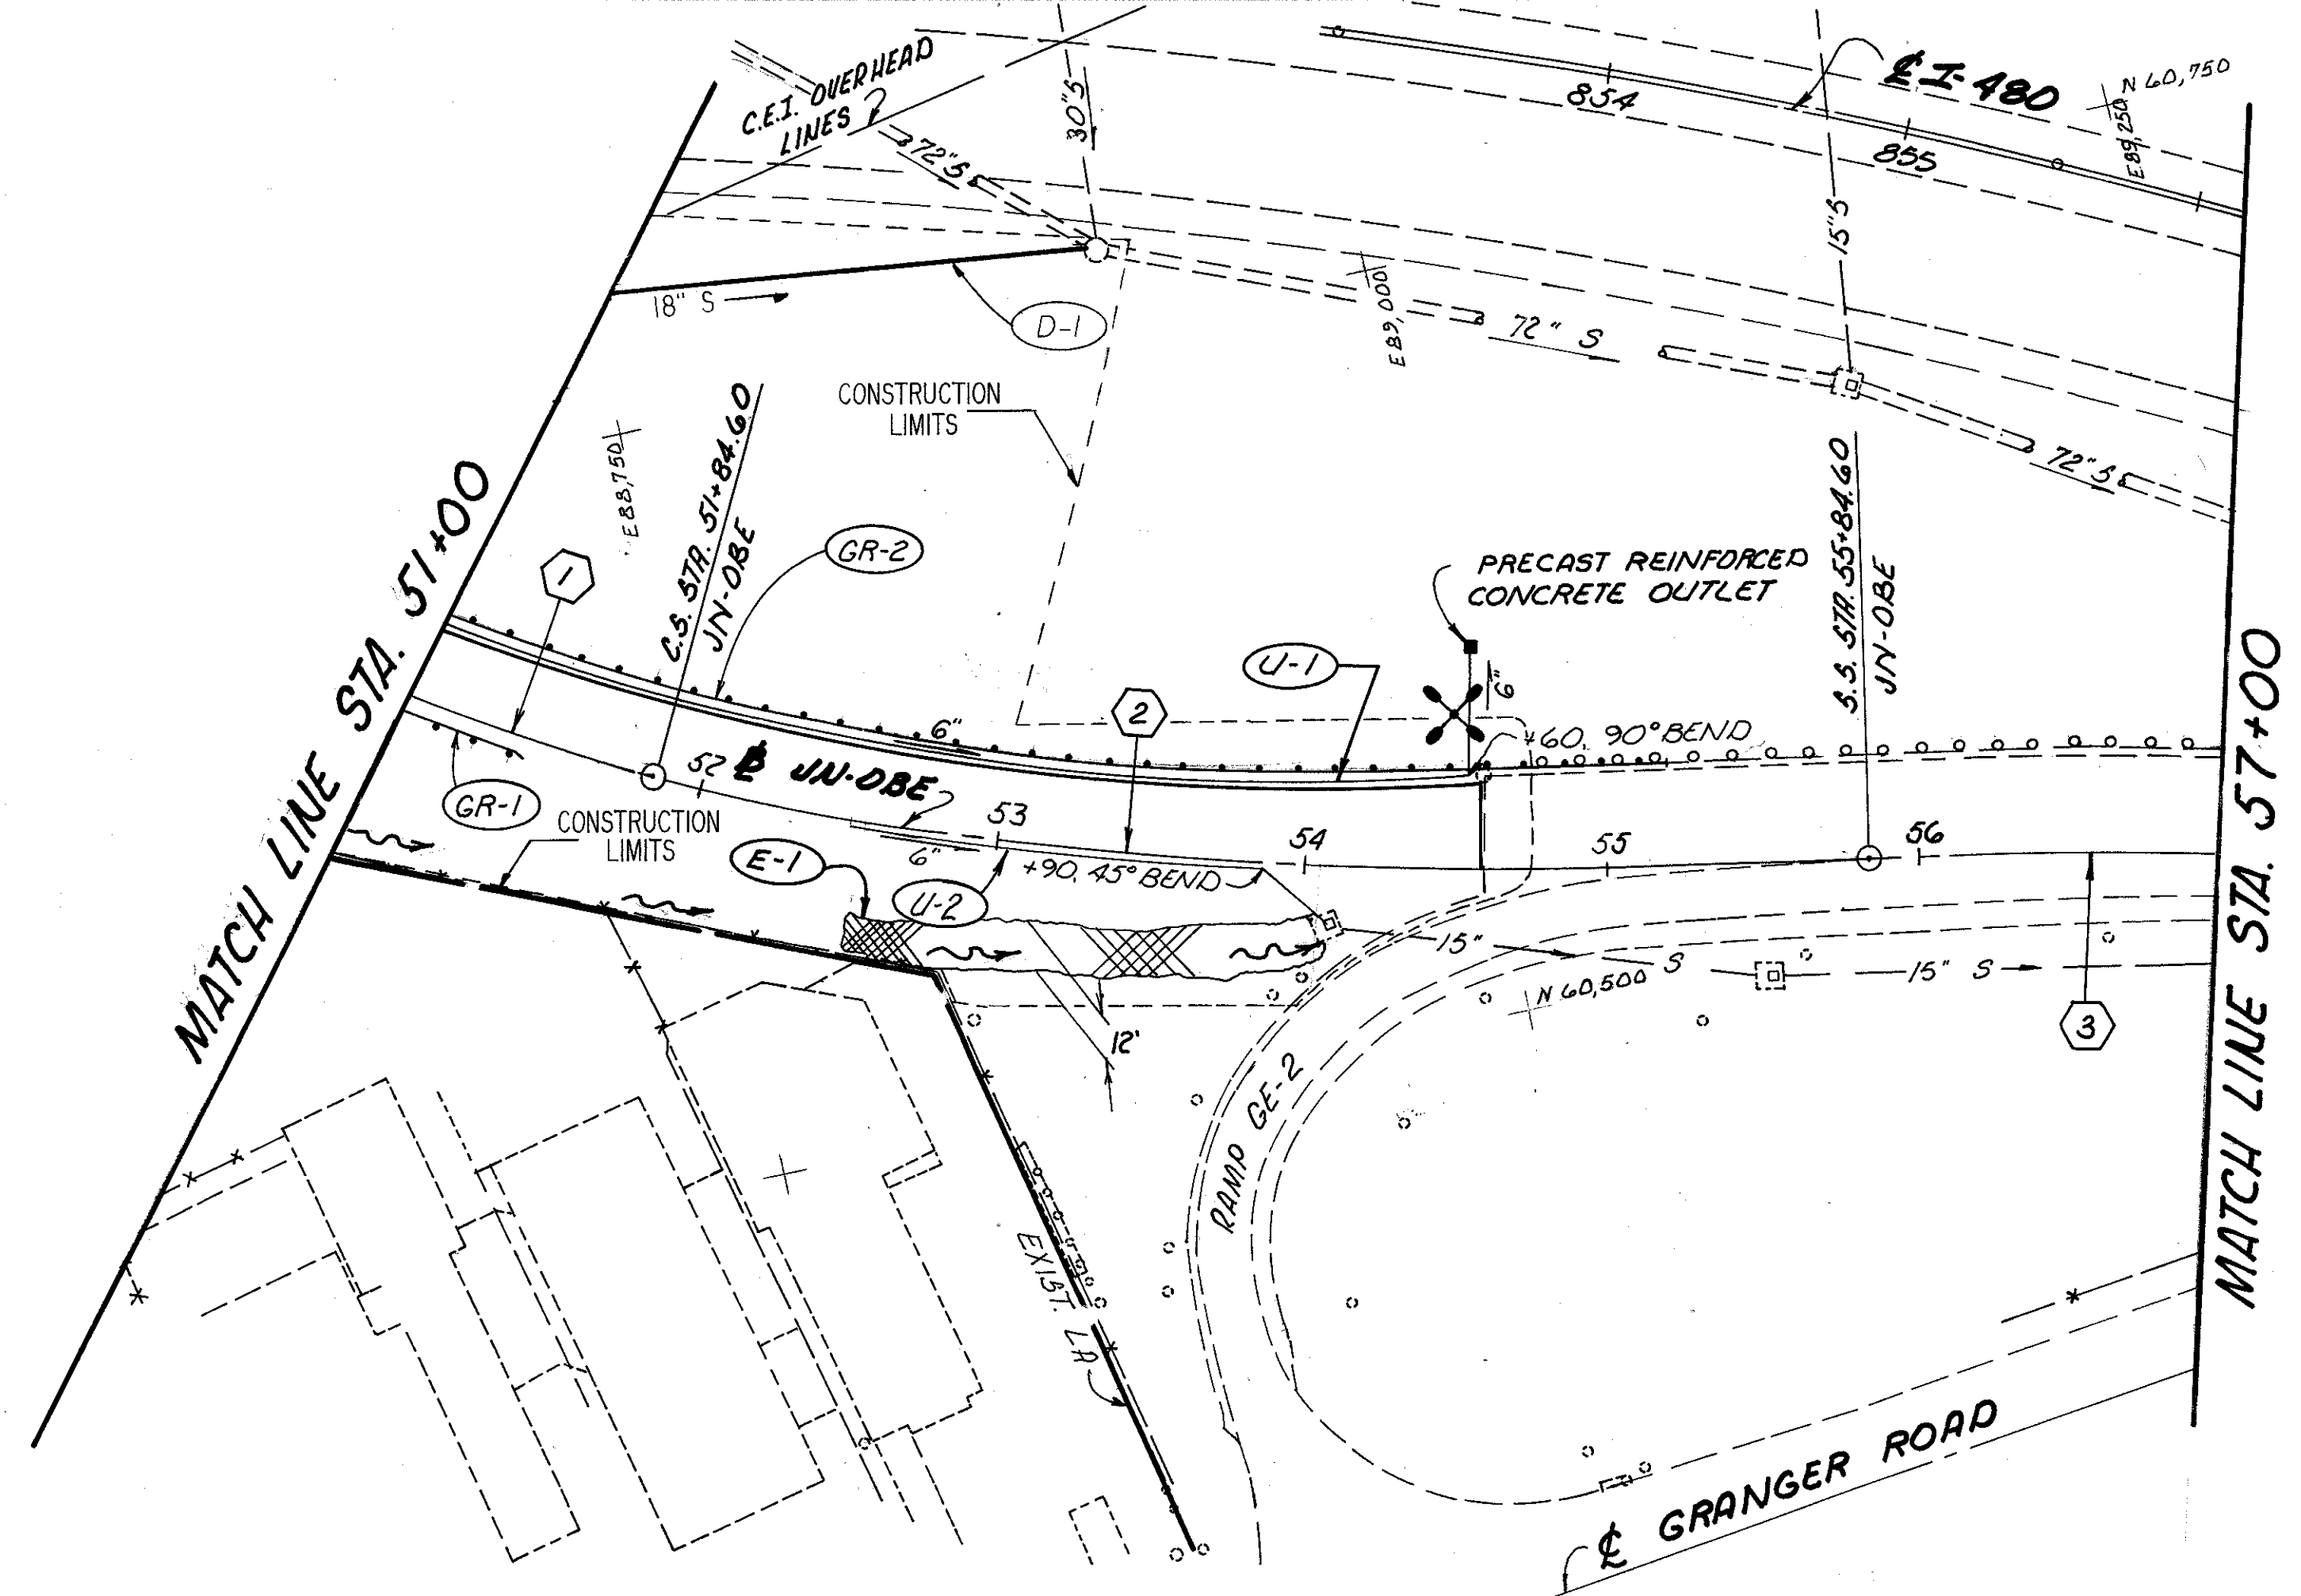 C.E.I. OVERHEAD
LINES
72" S
30" S
854
℄ I-480
N 60,750
E 89,250
855
15" S
18" S
D-1
E 89,000
72" S
CONSTRUCTION
LIMITS
72" S
MATCH LINE STA. 51+00
E 88,750
C.S. STA. 51+84.60
JN-OBE
GR-2
1
PRECAST REINFORCED
CONCRETE OUTLET
S.S. STA. 55+84.60
JN-OBE
U-1
6"
2
6"
+60, 90° BEND
MATCH LINE STA. 57+00
GR-1
52
JN-OBE
53
54
55
56
CONSTRUCTION
LIMITS
E-1
6"
+90, 45° BEND
U-2
15" S
15" S
N 60,500
3
12'
RAMP GE-2
EXIST. LA
℄ GRANGER ROAD